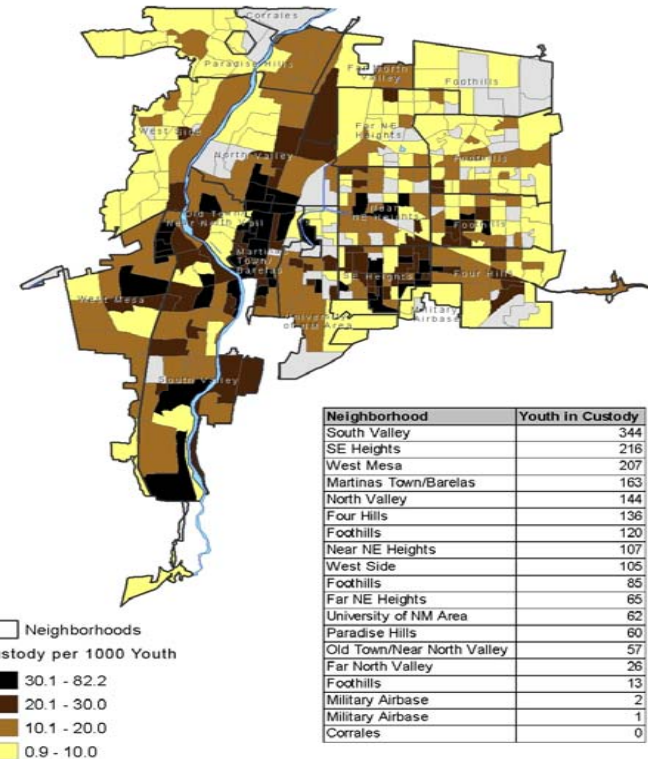 Corrales
Paradise Hills
Far North
Valley
Foothills
West Side
Far NE
Heights
North Valley
Foothills
Old Town/
Near North Vall
Near
NE Heights
Foothills
Martinas
Town/
Barelas
SE Heights
Four Hills
West Mesa
Military
Airbase
University
of NM Area
South Valley
Neighborhood Youth in Custody
South Valley 344
SE Heights 216
West Mesa 207
Martinas Town/Barelas 163
North Valley 144
Four Hills 136
Foothills 120
Near NE Heights 107
West Side 105
Foothills 85
Far NE Heights 65
University of NM Area 62
Paradise Hills 60
Old Town/Near North Valley 57
Far North Valley 26
Foothills 13
Military Airbase 2
Military Airbase 1
Corrales 0
Neighborhoods
stody per 1000 Youth
30.1 - 82.2
20.1 - 30.0
10.1 - 20.0
0.9 - 10.0